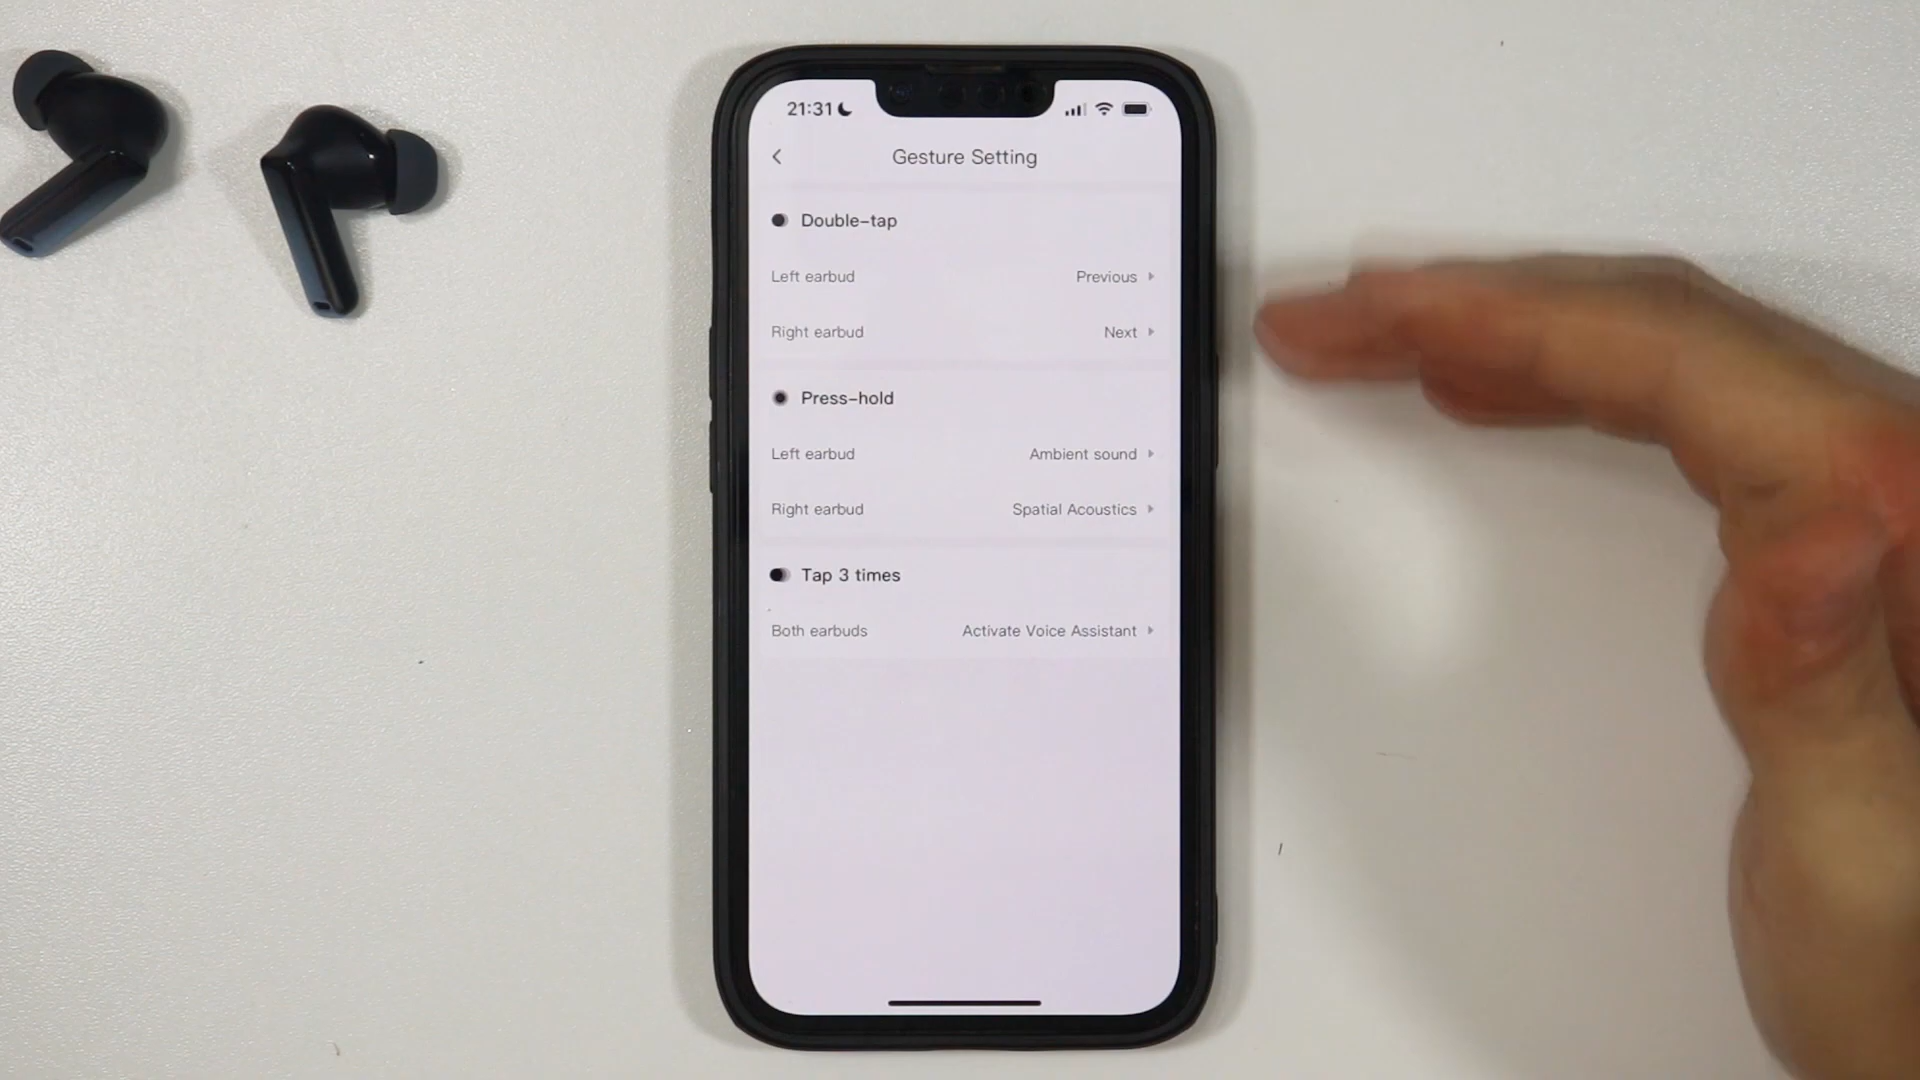 21:31
Gesture Setting
Double-tap
Left earbud Previous
Right earbud Next
Press-hold
Left earbud Ambient sound
Right earbud Spatial Acoustics
Tap 3 times
Both earbuds Activate Voice Assistant